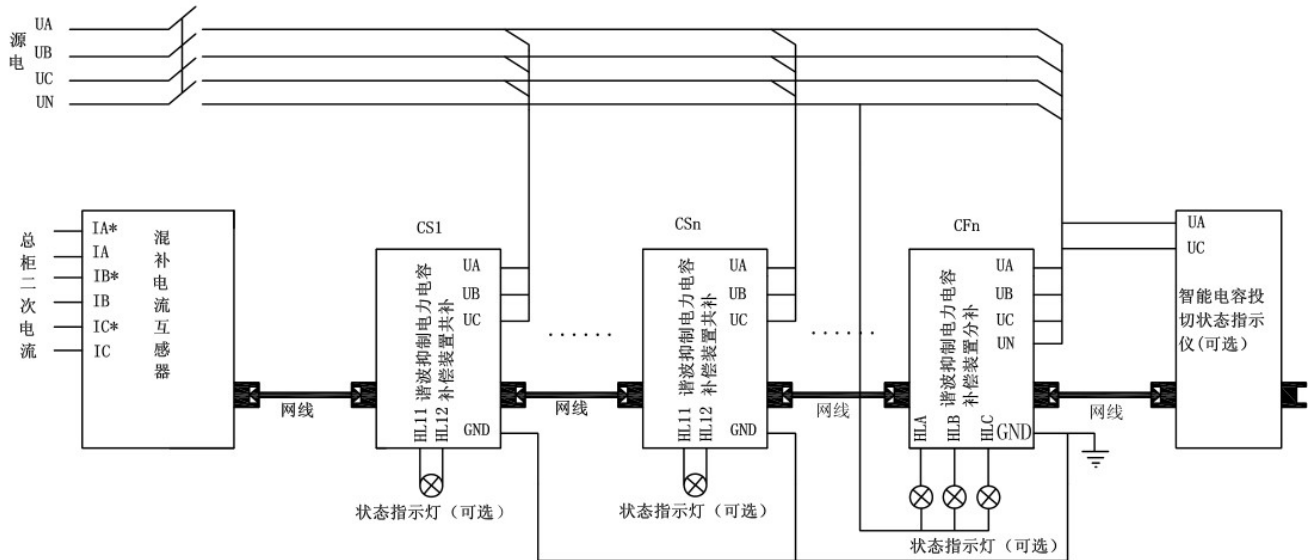 源电
UA
UB
UC
UN
总柜二次电流
IA*
IA
IB*
IB
IC*
IC
混补电流互感器
网线
CS1
谐波抑制电力电容
补偿装置共补
UA
UB
UC
HL11
HL12
GND
状态指示灯（可选）
......
网线
CSn
谐波抑制电力电容
补偿装置共补
UA
UB
UC
HL11
HL12
GND
状态指示灯（可选）
......
网线
CFn
谐波抑制电力电容
补偿装置分补
UA
UB
UC
UN
HLA
HLB
HLC
GND
状态指示灯（可选）
网线
UA
UC
智能电容投
切状态指示
仪(可选)